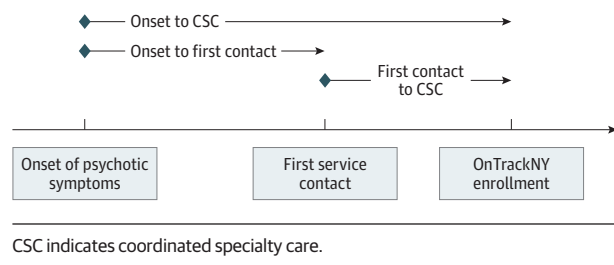 Onset to CSC
Onset to first contact
First contact
to CSC
Onset of psychotic
symptoms
First service
contact
OnTrackNY
enrollment
CSC indicates coordinated specialty care.